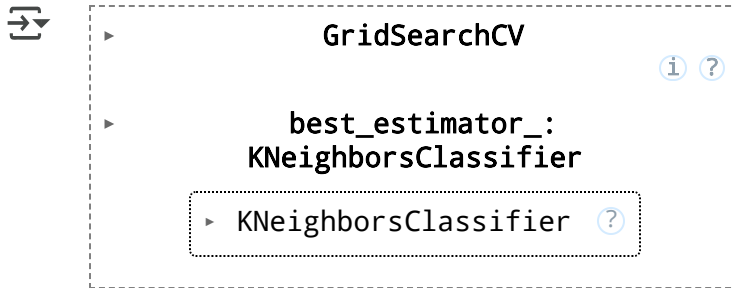 GridSearchCV
i ?
best_estimator_:
KNeighborsClassifier
KNeighborsClassifier ?